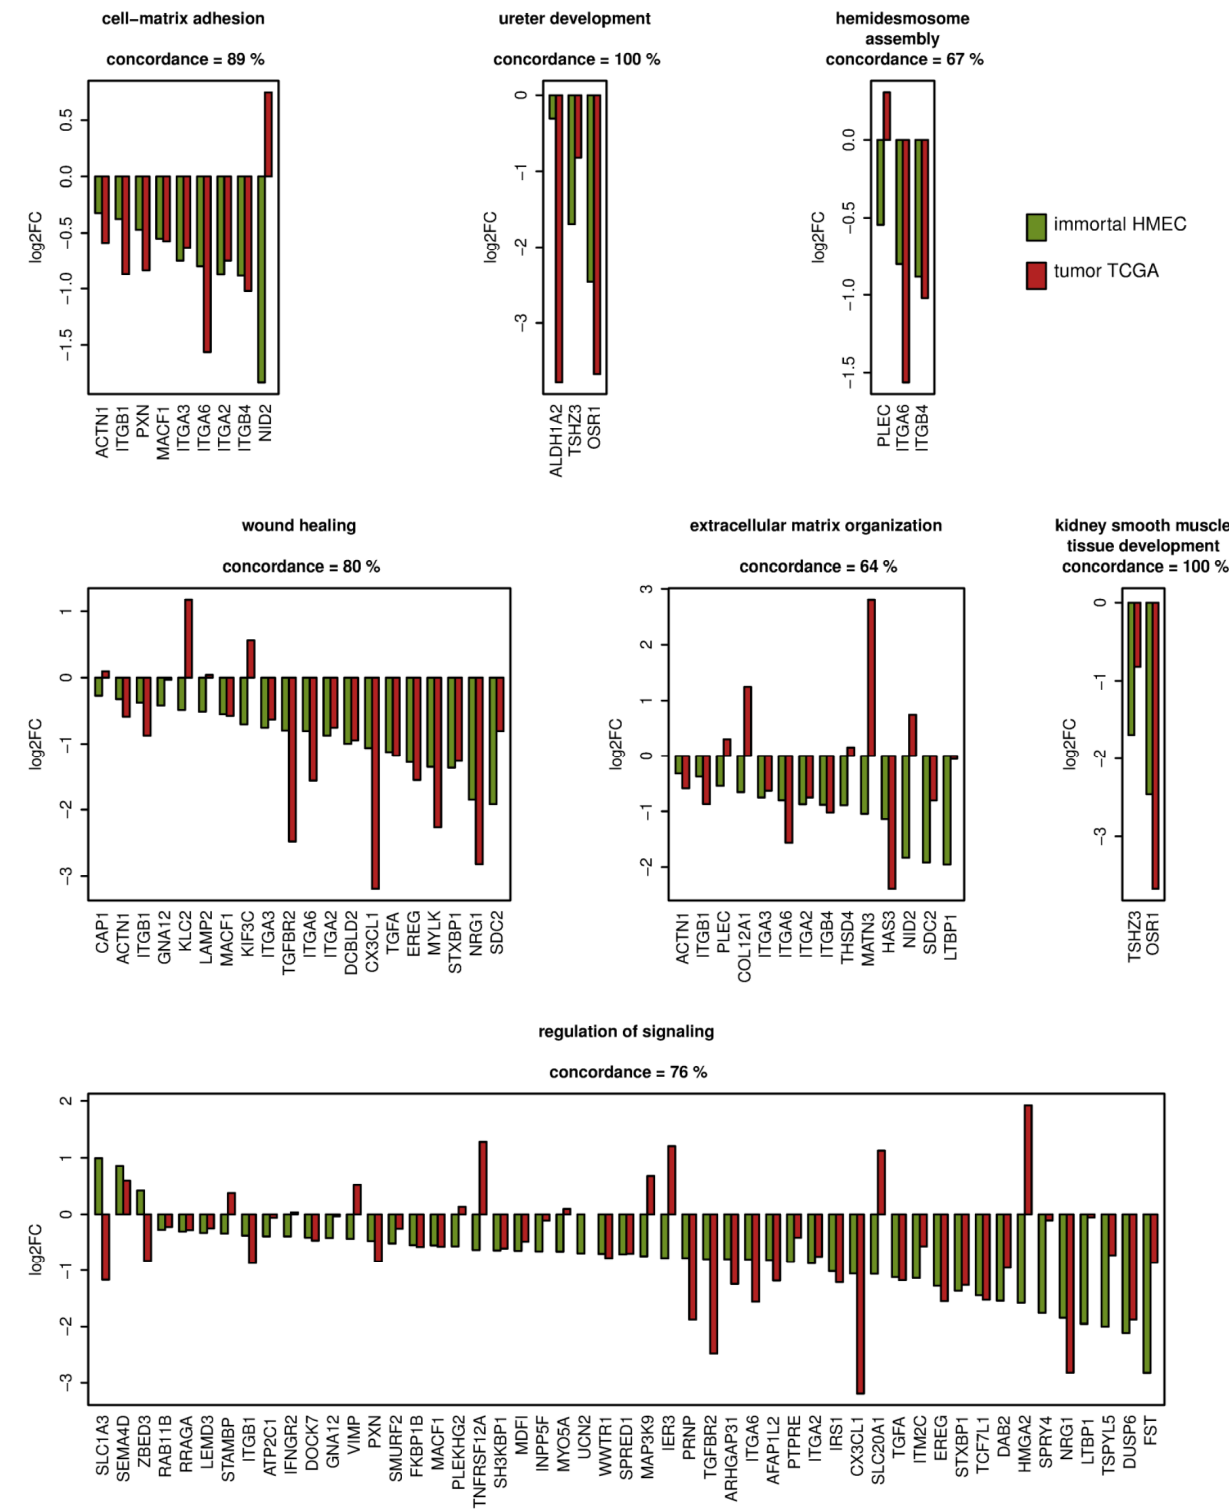 cell−matrix adhesion
concordance = 89 %
log2FC
0.5
0.0
−0.5
−1.0
−1.5
ACTN1
ITGB1
PXN
MACF1
ITGA3
ITGA6
ITGA2
ITGB4
NID2
ureter development
concordance = 100 %
log2FC
0
−1
−2
−3
ALDH1A2
TSHZ3
OSR1
hemidesmosome
assembly
concordance = 67 %
log2FC
0.0
−0.5
−1.0
−1.5
PLEC
ITGA6
ITGB4
immortal HMEC
tumor TCGA
wound healing
concordance = 80 %
log2FC
1
0
−1
−2
−3
CAP1
ACTN1
ITGB1
GNA12
KLC2
LAMP2
MACF1
KIF3C
ITGA3
TGFBR2
ITGA6
ITGA2
DCBLD2
CX3CL1
TGFA
EREG
MYLK
STXBP1
NRG1
SDC2
extracellular matrix organization
concordance = 64 %
log2FC
3
2
1
0
−1
−2
ACTN1
ITGB1
PLEC
COL12A1
ITGA3
ITGA6
ITGA2
ITGB4
THSD4
MATN3
HAS3
NID2
SDC2
LTBP1
kidney smooth muscle
tissue development
concordance = 100 %
log2FC
0
−1
−2
−3
TSHZ3
OSR1
regulation of signaling
concordance = 76 %
log2FC
2
1
0
−1
−2
−3
SLC1A3
SEMA4D
ZBED3
RAB11B
RRAGA
LEMD3
STAMBP
ITGB1
ATP2C1
IFNGR2
DOCK7
GNA12
VIMP
PXN
SMURF2
FKBP1B
MACF1
PLEKHG2
TNFRSF12A
SH3KBP1
MDFI
INPP5F
MYO5A
UCN2
WWTR1
SPRED1
MAP3K9
IER3
PRNP
TGFBR2
ARHGAP31
ITGA6
AFAP1L2
PTPRE
ITGA2
IRS1
CX3CL1
SLC20A1
TGFA
ITM2C
EREG
STXBP1
TCF7L1
DAB2
HMGA2
SPRY4
NRG1
LTBP1
TSPYL5
DUSP6
FST